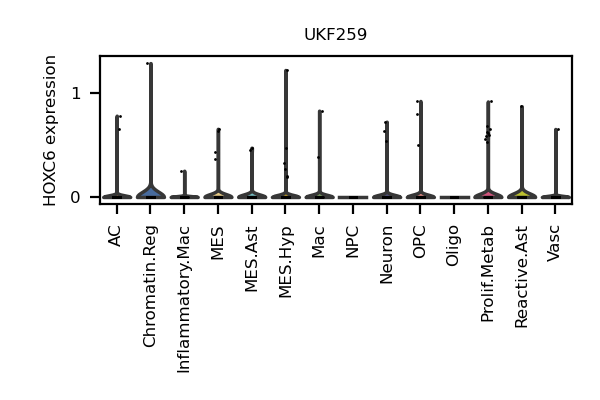 UKF259
HOXC6 expression
1
0
AC
Chromatin.Reg
Inflammatory.Mac
MES
MES.Ast
MES.Hyp
Mac
NPC
Neuron
OPC
Oligo
Prolif.Metab
Reactive.Ast
Vasc